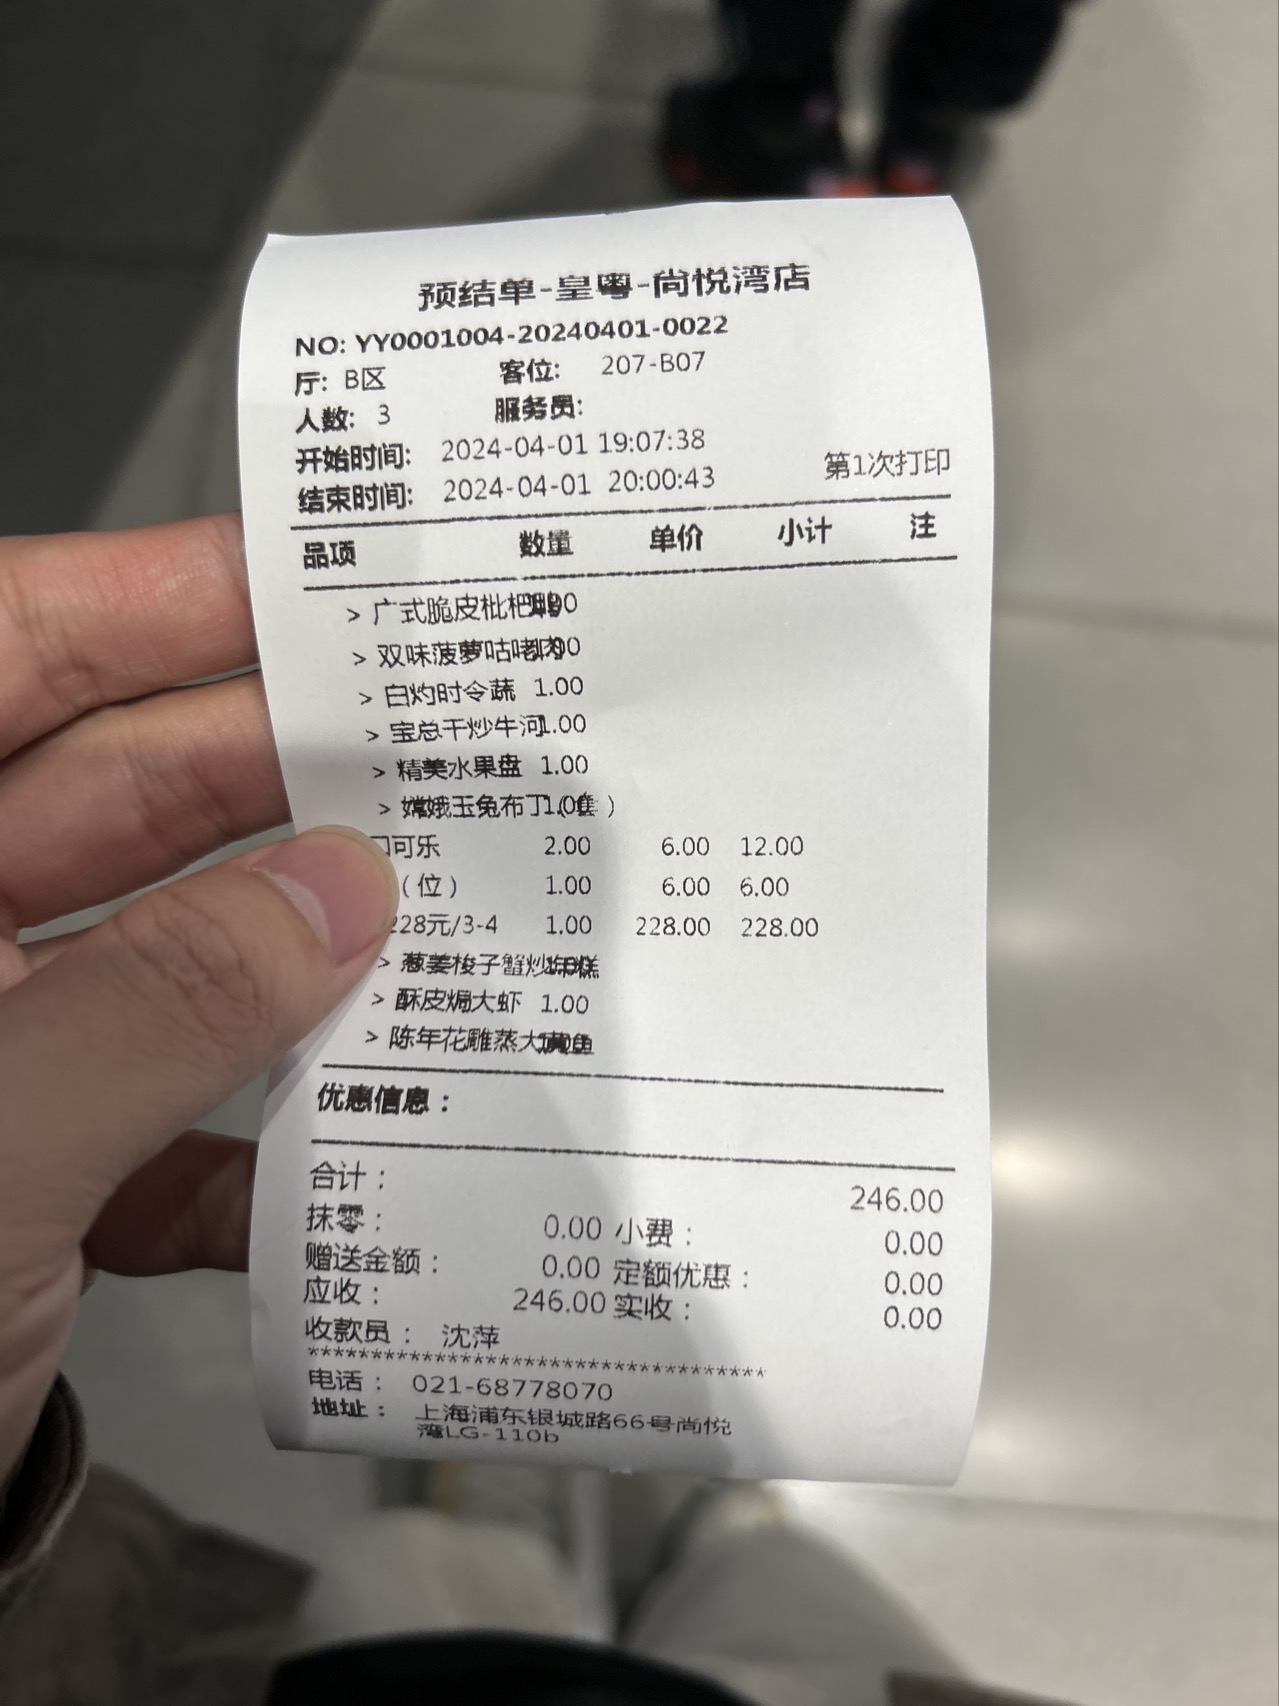 预结单-皇粤-尚悦湾店
NO: YY0001004-20240401-0022
厅: B区 客位: 207-B07
人数: 3 服务员:
开始时间: 2024-04-01 19:07:38
结束时间: 2024-04-01 20:00:43 第1次打印
品项 数量 单价 小计 注
> 广式脆皮枇杷
> 双味菠萝咕咾肉
> 白灼时令蔬 1.00
> 宝总干炒牛河1.00
> 精美水果盘 1.00
> 嫦娥玉兔布丁
口可乐 2.00 6.00 12.00
（位） 1.00 6.00 6.00
228元/3-4 1.00 228.00 228.00
> 葱姜梭子蟹炒年糕
> 酥皮焗大虾 1.00
> 陈年花雕蒸大黄鱼
优惠信息：
合计： 246.00
抹零： 0.00 小费： 0.00
赠送金额： 0.00 定额优惠： 0.00
应收： 246.00 实收： 0.00
收款员： 沈萍
************************************
电话： 021-68778070
地址： 上海浦东银城路66号尚悦
湾LG-110b